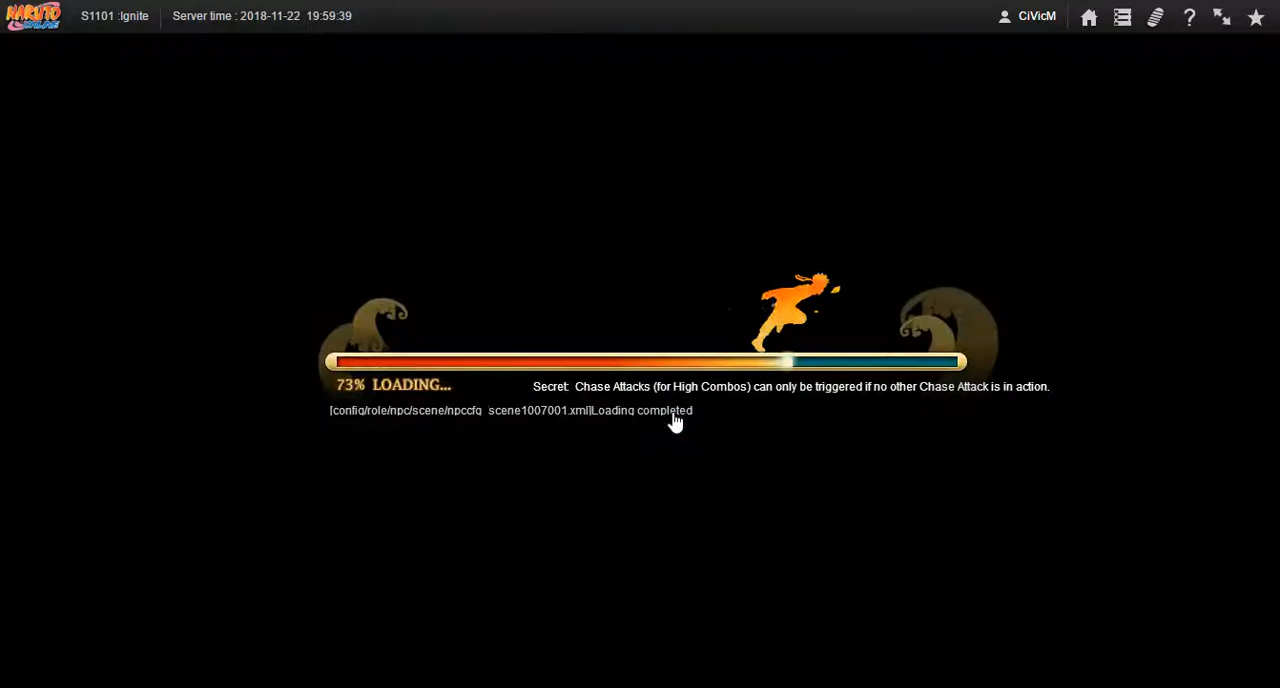 NARUTO ONLINE
S1101 :Ignite
Server time : 2018-11-22 19:59:39
CiVicM
?
73% LOADING...
Secret: Chase Attacks (for High Combos) can only be triggered if no other Chase Attack is in action.
[config/role/npc/scene/npccfg_scene1007001.xml]Loading completed